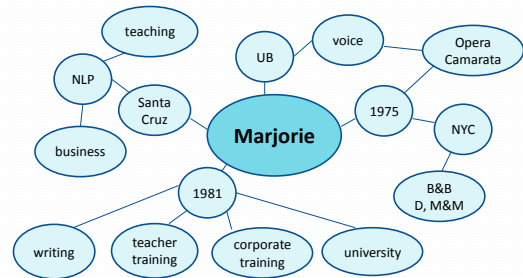 teaching
UB
voice
Opera
Camarata
NLP
Santa
Cruz
1975
Marjorie
NYC
business
1981
B&B
D, M&M
writing
teacher
training
corporate
training
university